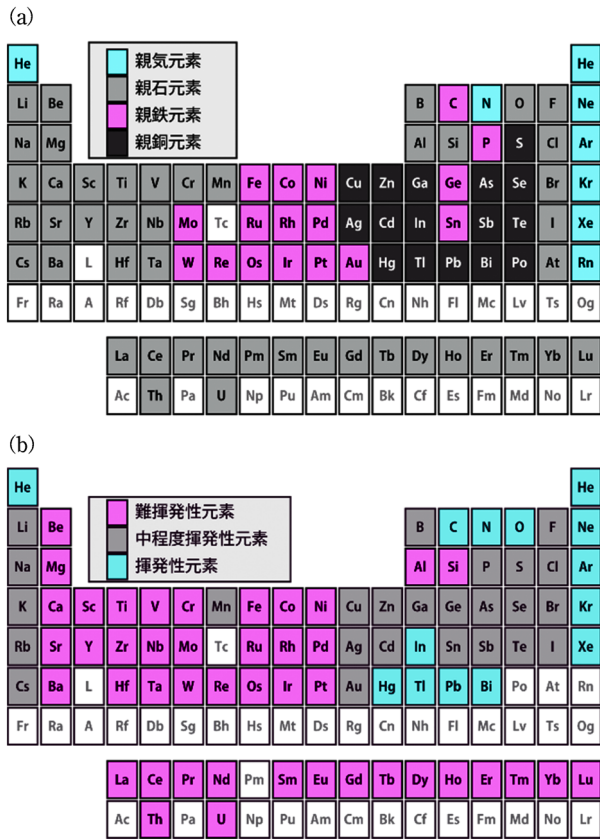 (a)
He He
親気元素
親石元素
親鉄元素
親銅元素
Li Be B C N O F Ne
Na Mg Al Si P S Cl Ar
K Ca Sc Ti V Cr Mn Fe Co Ni Cu Zn Ga Ge As Se Br Kr
Rb Sr Y Zr Nb Mo Tc Ru Rh Pd Ag Cd In Sn Sb Te I Xe
Cs Ba L Hf Ta W Re Os Ir Pt Au Hg Tl Pb Bi Po At Rn
Fr Ra A Rf Db Sg Bh Hs Mt Ds Rg Cn Nh Fl Mc Lv Ts Og
La Ce Pr Nd Pm Sm Eu Gd Tb Dy Ho Er Tm Yb Lu
Ac Th Pa U Np Pu Am Cm Bk Cf Es Fm Md No Lr
(b)
He He
難揮発性元素
中程度揮発性元素
揮発性元素
Li Be B C N O F Ne
Na Mg Al Si P S Cl Ar
K Ca Sc Ti V Cr Mn Fe Co Ni Cu Zn Ga Ge As Se Br Kr
Rb Sr Y Zr Nb Mo Tc Ru Rh Pd Ag Cd In Sn Sb Te I Xe
Cs Ba L Hf Ta W Re Os Ir Pt Au Hg Tl Pb Bi Po At Rn
Fr Ra A Rf Db Sg Bh Hs Mt Ds Rg Cn Nh Fl Mc Lv Ts Og
La Ce Pr Nd Pm Sm Eu Gd Tb Dy Ho Er Tm Yb Lu
Ac Th Pa U Np Pu Am Cm Bk Cf Es Fm Md No Lr